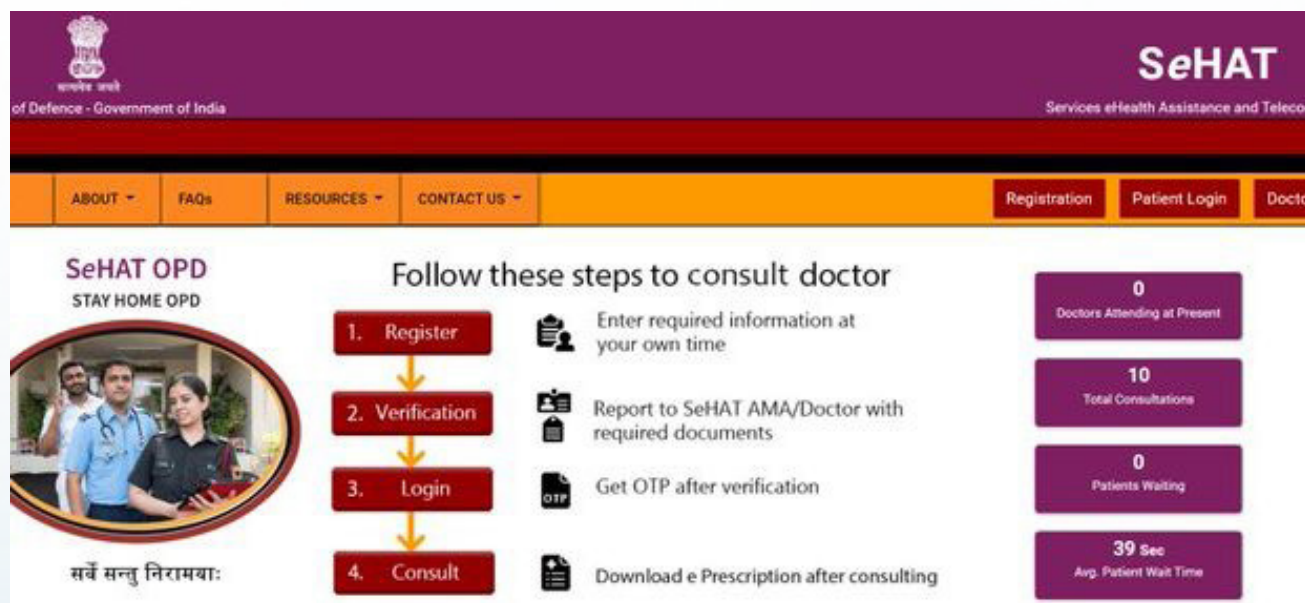 सत्यमेव जयते
of Defence - Government of India
SeHAT
Services eHealth Assistance and Teleco
ABOUT
FAQs
RESOURCES
CONTACT US
Registration
Patient Login
Docto
SeHAT OPD
STAY HOME OPD
सर्वे सन्तु निरामयाः
Follow these steps to consult doctor
1. Register
Enter required information at
your own time
2. Verification
Report to SeHAT AMA/Doctor with
required documents
3. Login
OTP
Get OTP after verification
4. Consult
Download e Prescription after consulting
0
Doctors Attending at Present
10
Total Consultations
0
Patients Waiting
39 Sec
Avg. Patient Wait Time